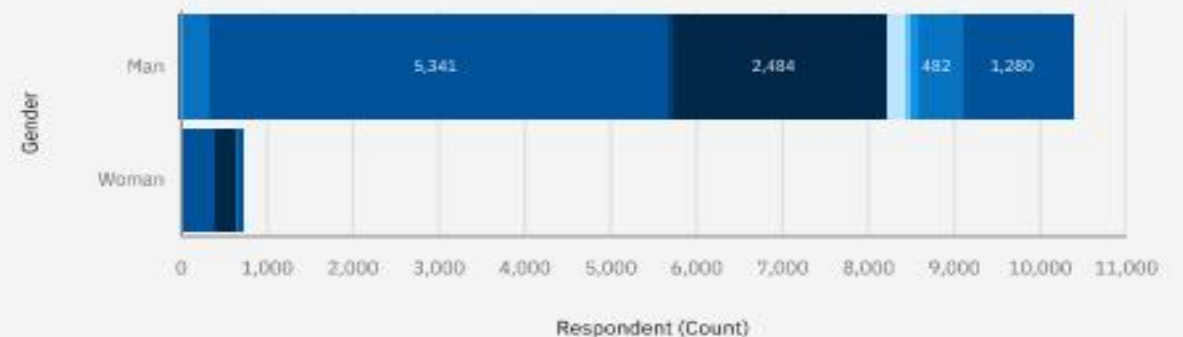 Gender
Man
5,341
2,484
482
1,280
Woman
0 1,000 2,000 3,000 4,000 5,000 6,000 7,000 8,000 9,000 10,000 11,000
Respondent (Count)